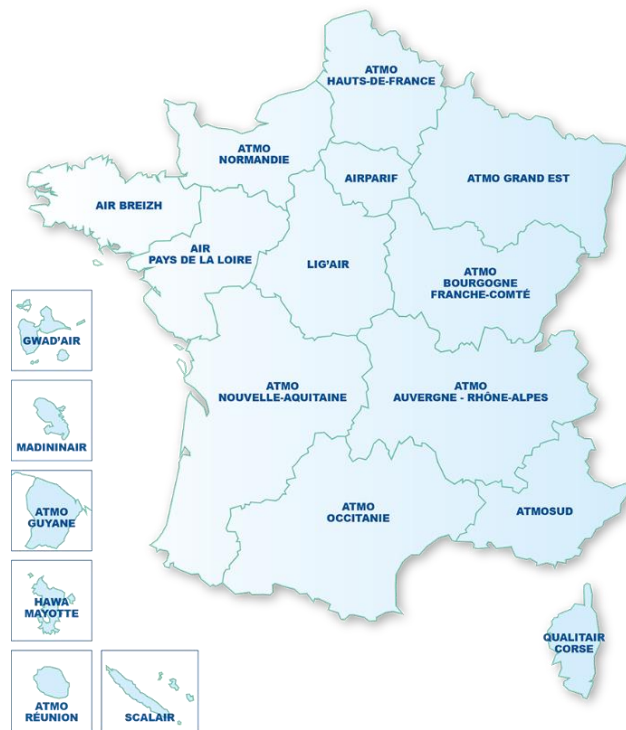 ATMO
HAUTS-DE-FRANCE
ATMO
NORMANDIE
AIRPARIF
ATMO GRAND EST
AIR BREIZH
AIR
PAYS DE LA LOIRE
LIG'AIR
ATMO
BOURGOGNE
FRANCHE-COMTÉ
GWAD'AIR
ATMO
NOUVELLE-AQUITAINE
ATMO
AUVERGNE - RHÔNE-ALPES
MADININAIR
ATMO
GUYANE
ATMO
OCCITANIE
ATMOSUD
HAWA
MAYOTTE
QUALITAIR
CORSE
ATMO
RÉUNION
SCALAIR